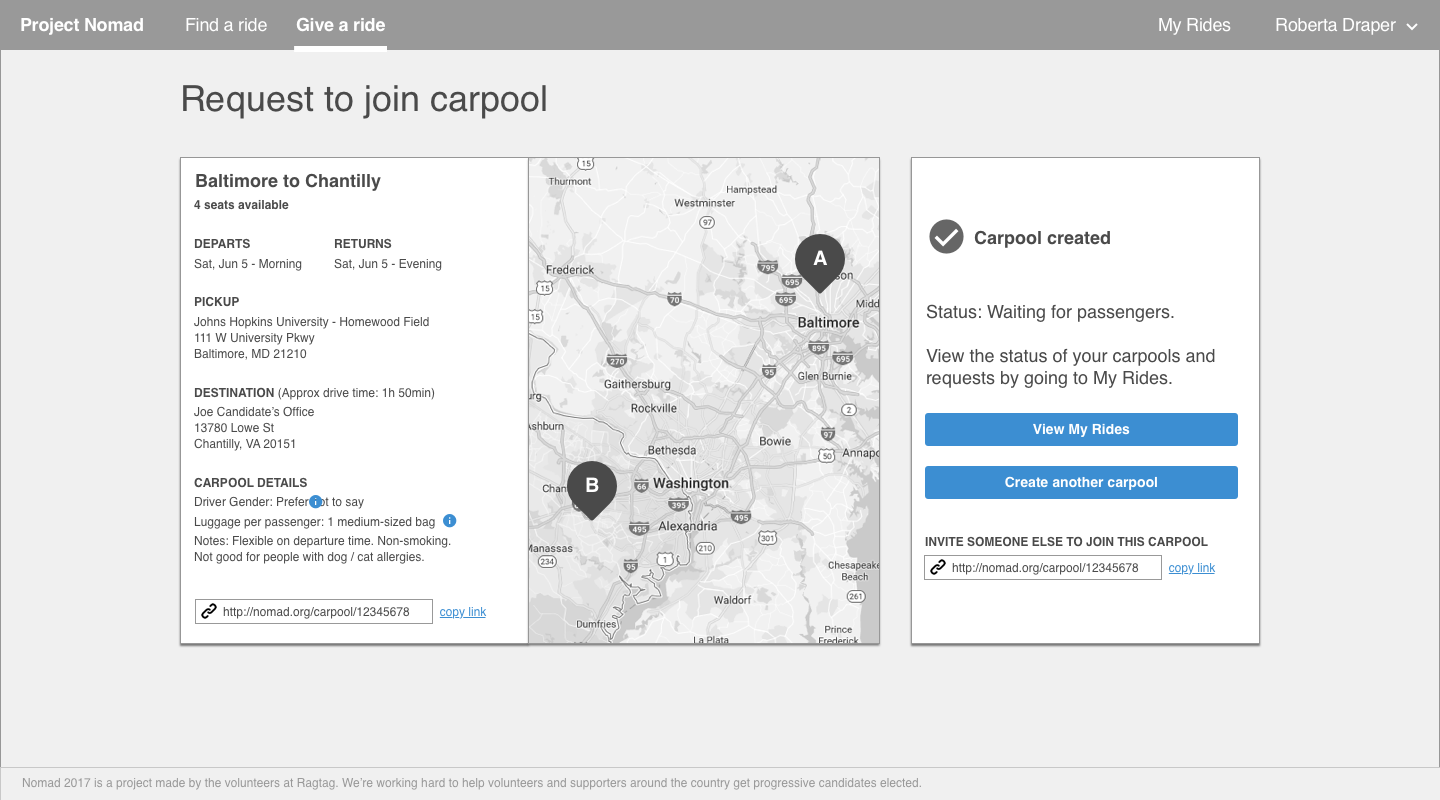 Project Nomad
Find a ride
Give a ride
My Rides
Roberta Draper
Request to join carpool
Baltimore to Chantilly
4 seats available
DEPARTS
RETURNS
Sat, Jun 5 - Morning
Sat, Jun 5 - Evening
PICKUP
Johns Hopkins University - Homewood Field
111 W University Pkwy
Baltimore, MD 21210
DESTINATION (Approx drive time: 1h 50min)
Joe Candidate's Office
13780 Lowe St
Chantilly, VA 20151
CARPOOL DETAILS
Driver Gender: Prefer ot to say
Luggage per passenger: 1 medium-sized bag
Notes: Flexible on departure time. Non-smoking.
Not good for people with dog / cat allergies.
http://nomad.org/carpool/12345678
copy link
15
Thurmont
Hampstead
Westminster
97
A
795
695
son
Frederick
15
70
695
Midd
15
Baltimore
895
695
270
95
Glen Burnie
Gaithersburg
urg
Rockville
2
shburn
97
Bowie
Bethesda
50
Annapo
B
Chan
66
Washington
395
495
495
Alexandria
301
210
Manassas
234
1
95
Chesapeake
Beach
261
Waldorf
Dumfries
Prince
Frederick
La Plata
Carpool created
Status: Waiting for passengers.
View the status of your carpools and
requests by going to My Rides.
View My Rides
Create another carpool
INVITE SOMEONE ELSE TO JOIN THIS CARPOOL
http://nomad.org/carpool/12345678
copy link
Nomad 2017 is a project made by the volunteers at Ragtag. We're working hard to help volunteers and supporters around the country get progressive candidates elected.